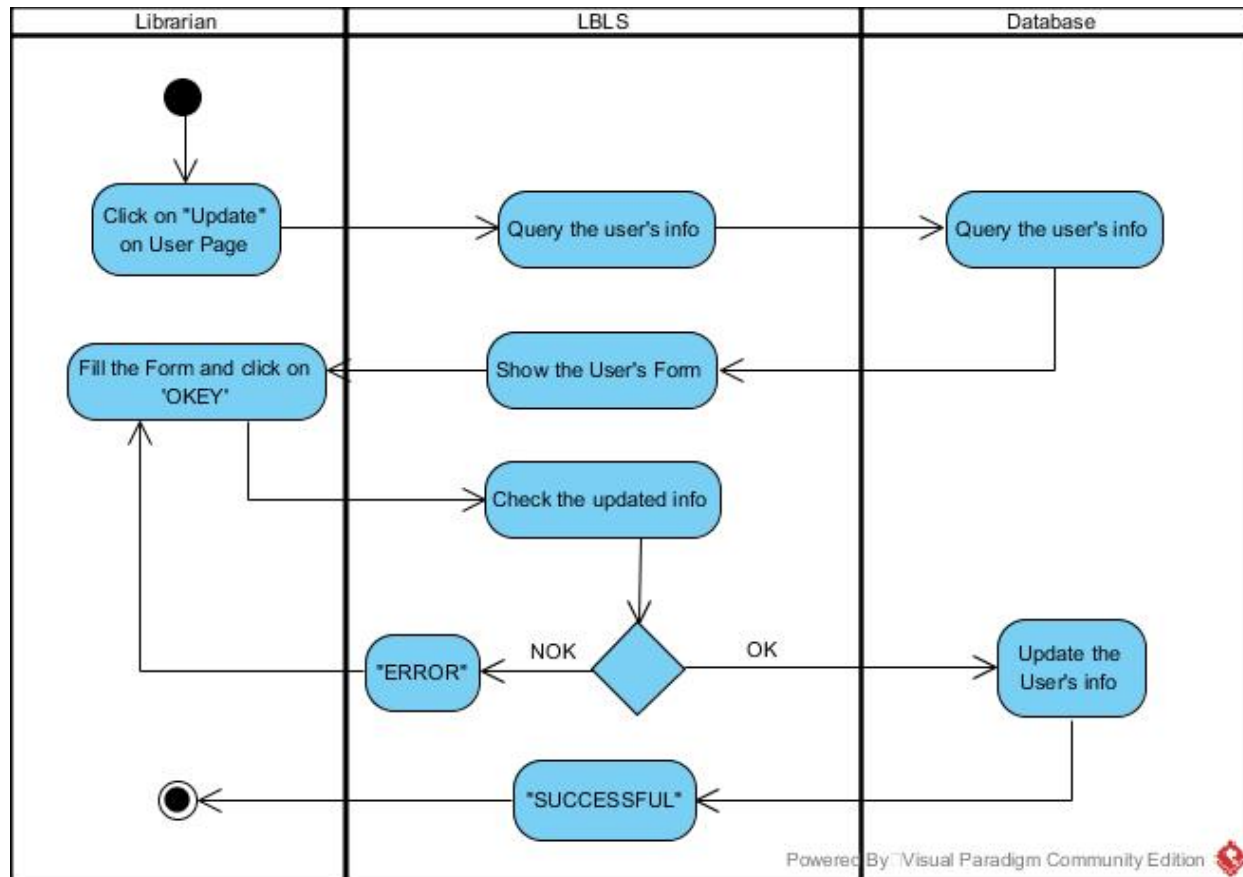 Librarian
LBLS
Database
Click on "Update"
on User Page
Query the user's info
Query the user's info
Fill the Form and click on
"OKEY"
Show the User's Form
Check the updated info
NOK
OK
"ERROR"
Update the
User's info
"SUCCESSFUL"
Powered By Visual Paradigm Community Edition